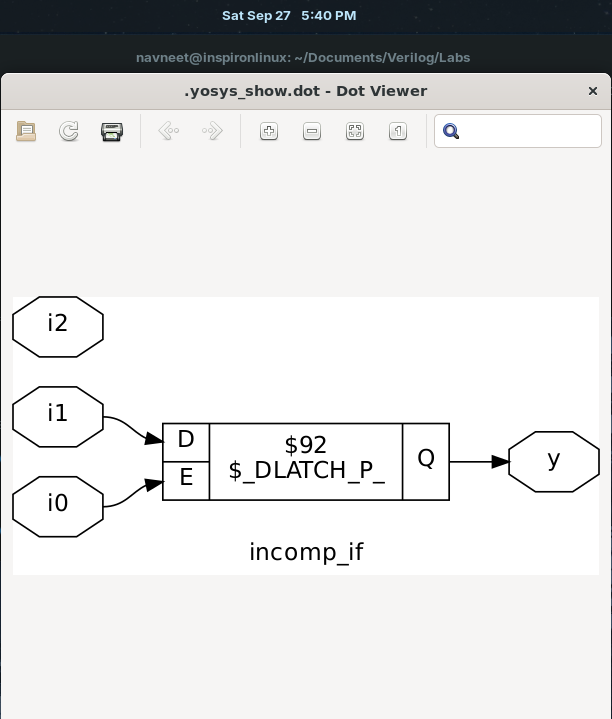 Sat Sep 27 5:40 PM
navneet@inspironlinux: ~/Documents/Verilog/Labs
.yosys_show.dot - Dot Viewer
×
1
i2
i1
D
$92
$_DLATCH_P_
Q
y
E
i0
incomp_if